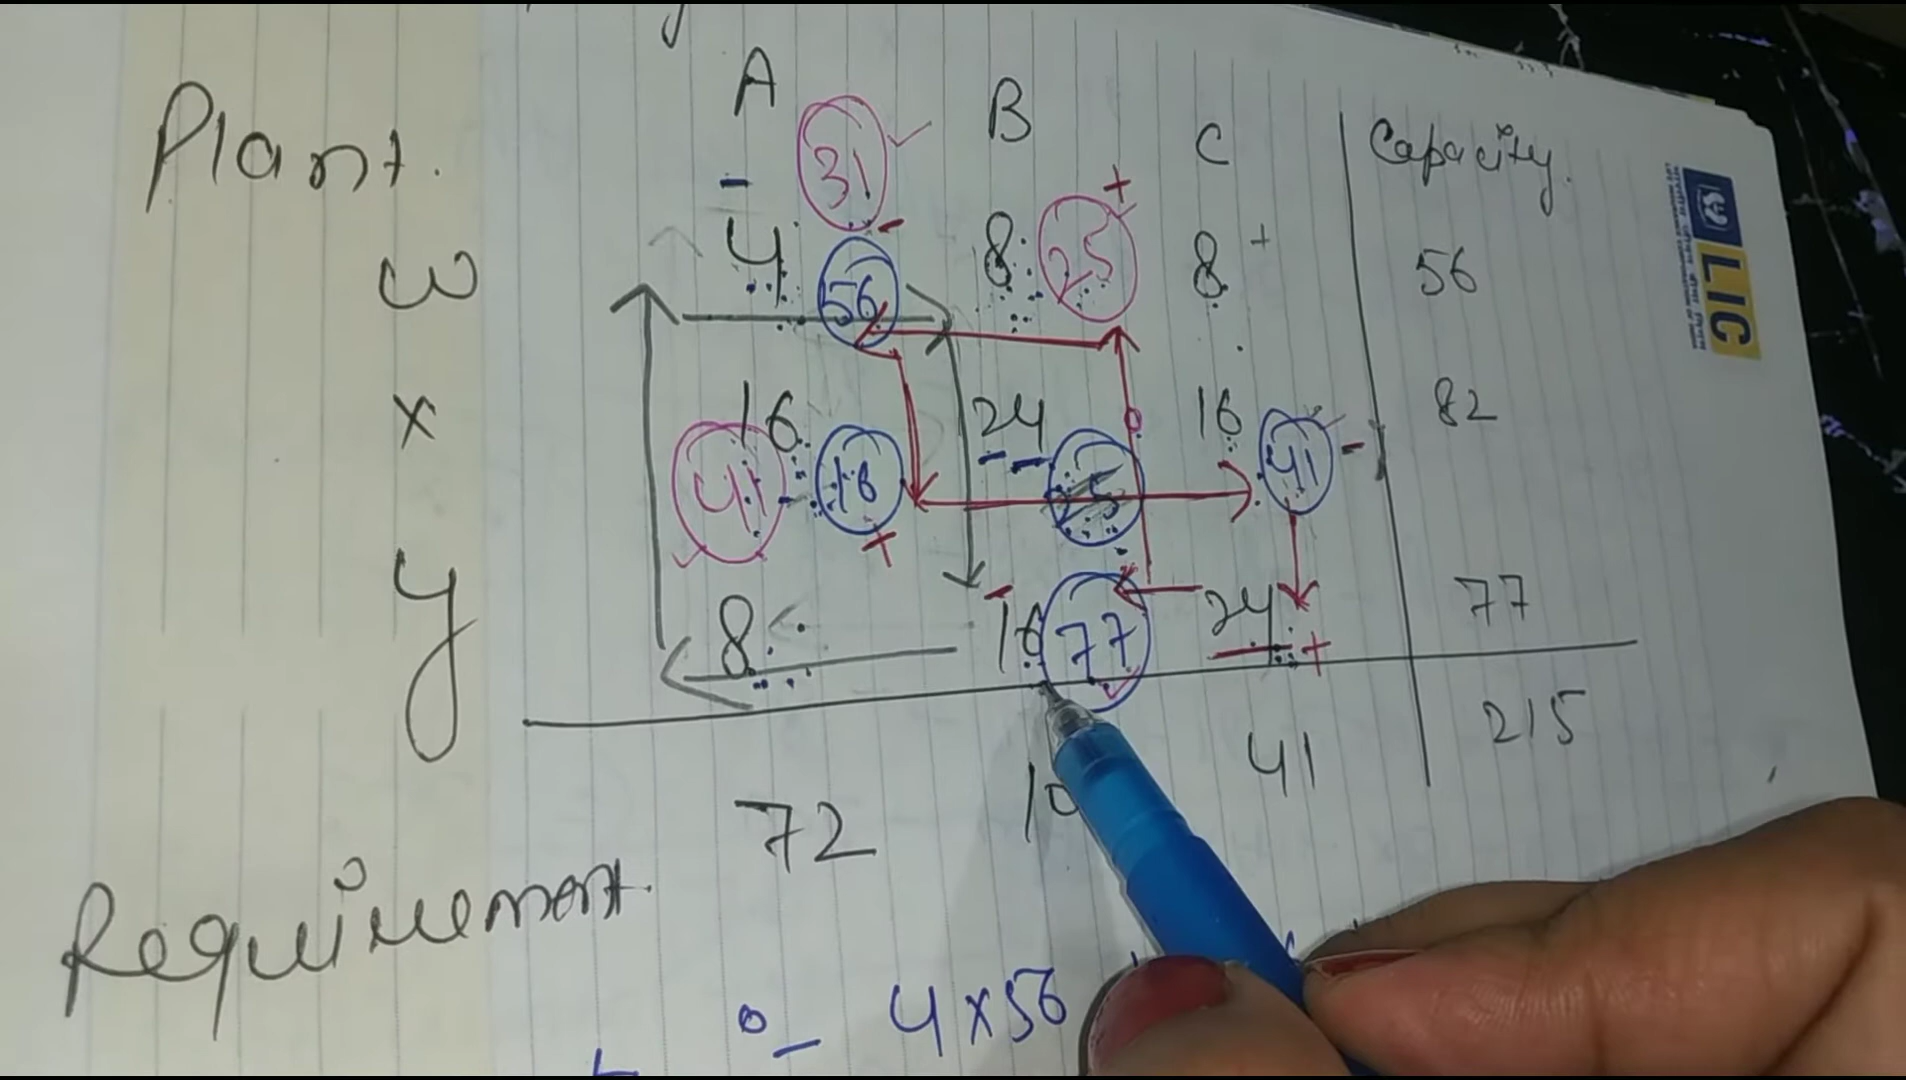 A B C Capacity.
Plant.
31
- - + 
W 4 56 8 25 8 + 56
X 16 41 16 + 24 25 16 41 - 82
Y 8 - 16 77 24 + 77
Requirement. 72 10 41 215
4 x 56
LIC